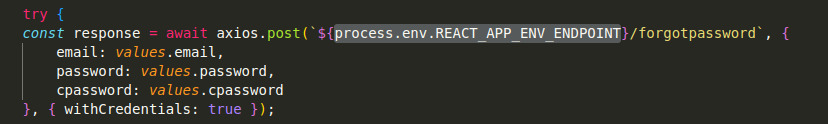 try {
const response = await axios.post(`${process.env.REACT_APP_ENV_ENDPOINT}/forgotpassword`, {
    email: values.email,
    password: values.password,
    cpassword: values.cpassword
}, { withCredentials: true });